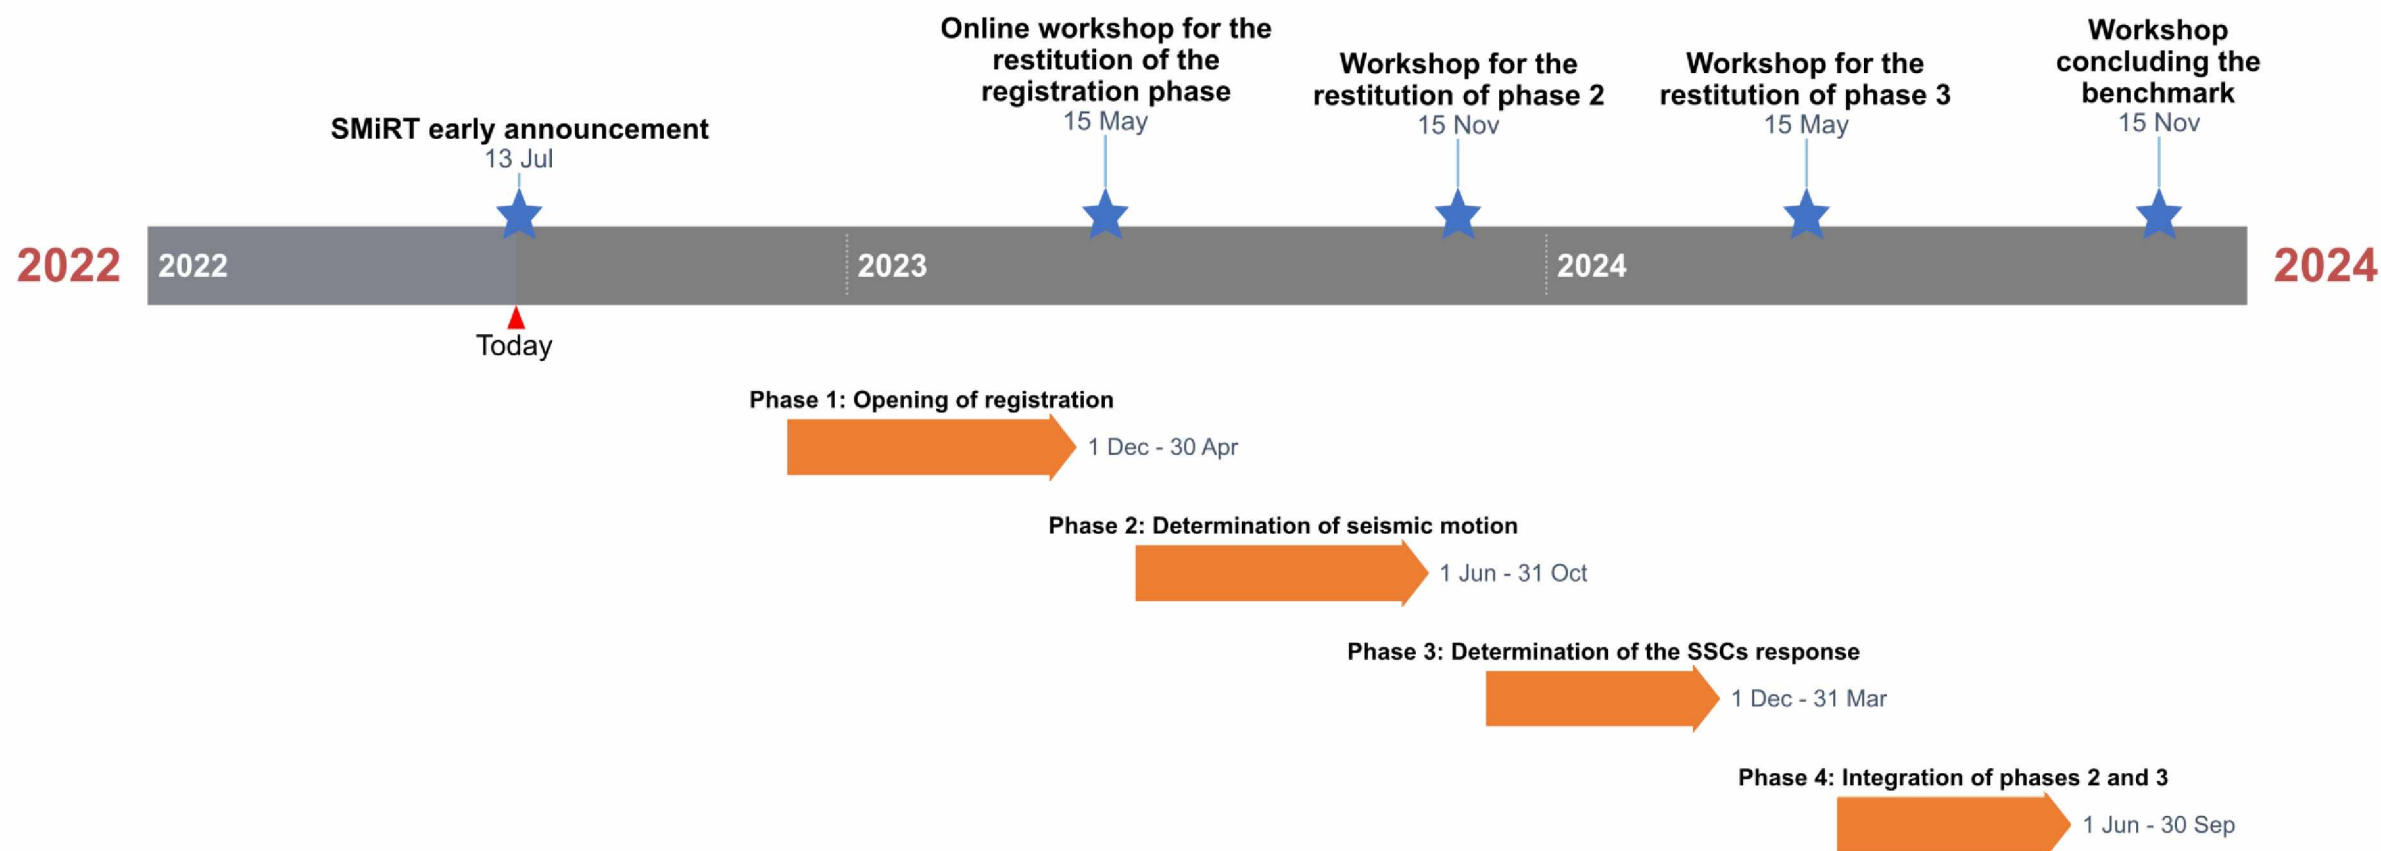 Online workshop for the
restitution of the
registration phase
15 May
Workshop for the
restitution of phase 2
15 Nov
Workshop for the
restitution of phase 3
15 May
Workshop
concluding the
benchmark
15 Nov
SMiRT early announcement
13 Jul
2022
2022
2023
2024
2024
Today
Phase 1: Opening of registration
1 Dec - 30 Apr
Phase 2: Determination of seismic motion
1 Jun - 31 Oct
Phase 3: Determination of the SSCs response
1 Dec - 31 Mar
Phase 4: Integration of phases 2 and 3
1 Jun - 30 Sep